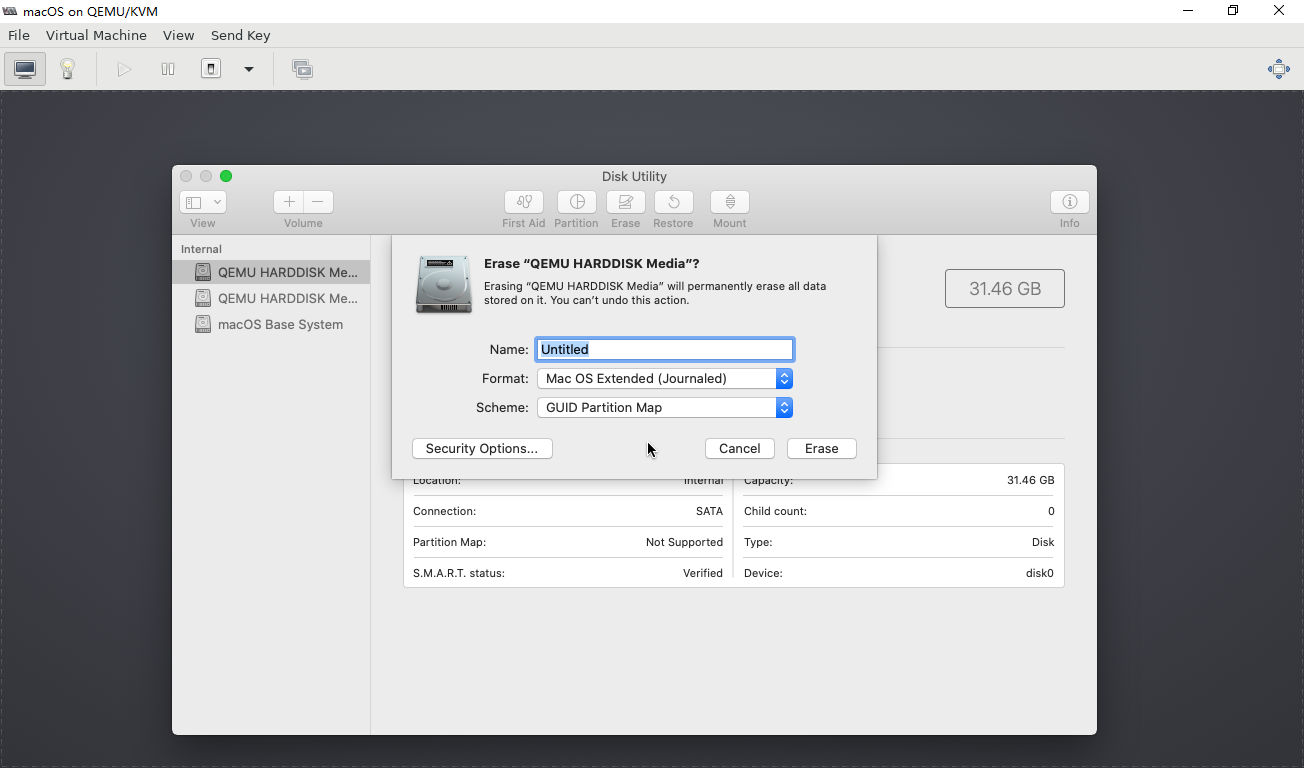 macOS on QEMU/KVM
File Virtual Machine View Send Key
Disk Utility
View Volume First Aid Partition Erase Restore Mount Info
Internal
QEMU HARDDISK Me...
QEMU HARDDISK Me...
macOS Base System
Erase “QEMU HARDDISK Media”?
Erasing “QEMU HARDDISK Media” will permanently erase all data
stored on it. You can’t undo this action.
31.46 GB
Name: Untitled
Format: Mac OS Extended (Journaled)
Scheme: GUID Partition Map
Security Options... Cancel Erase
Location: Internal Capacity: 31.46 GB
Connection: SATA Child count: 0
Partition Map: Not Supported Type: Disk
S.M.A.R.T. status: Verified Device: disk0